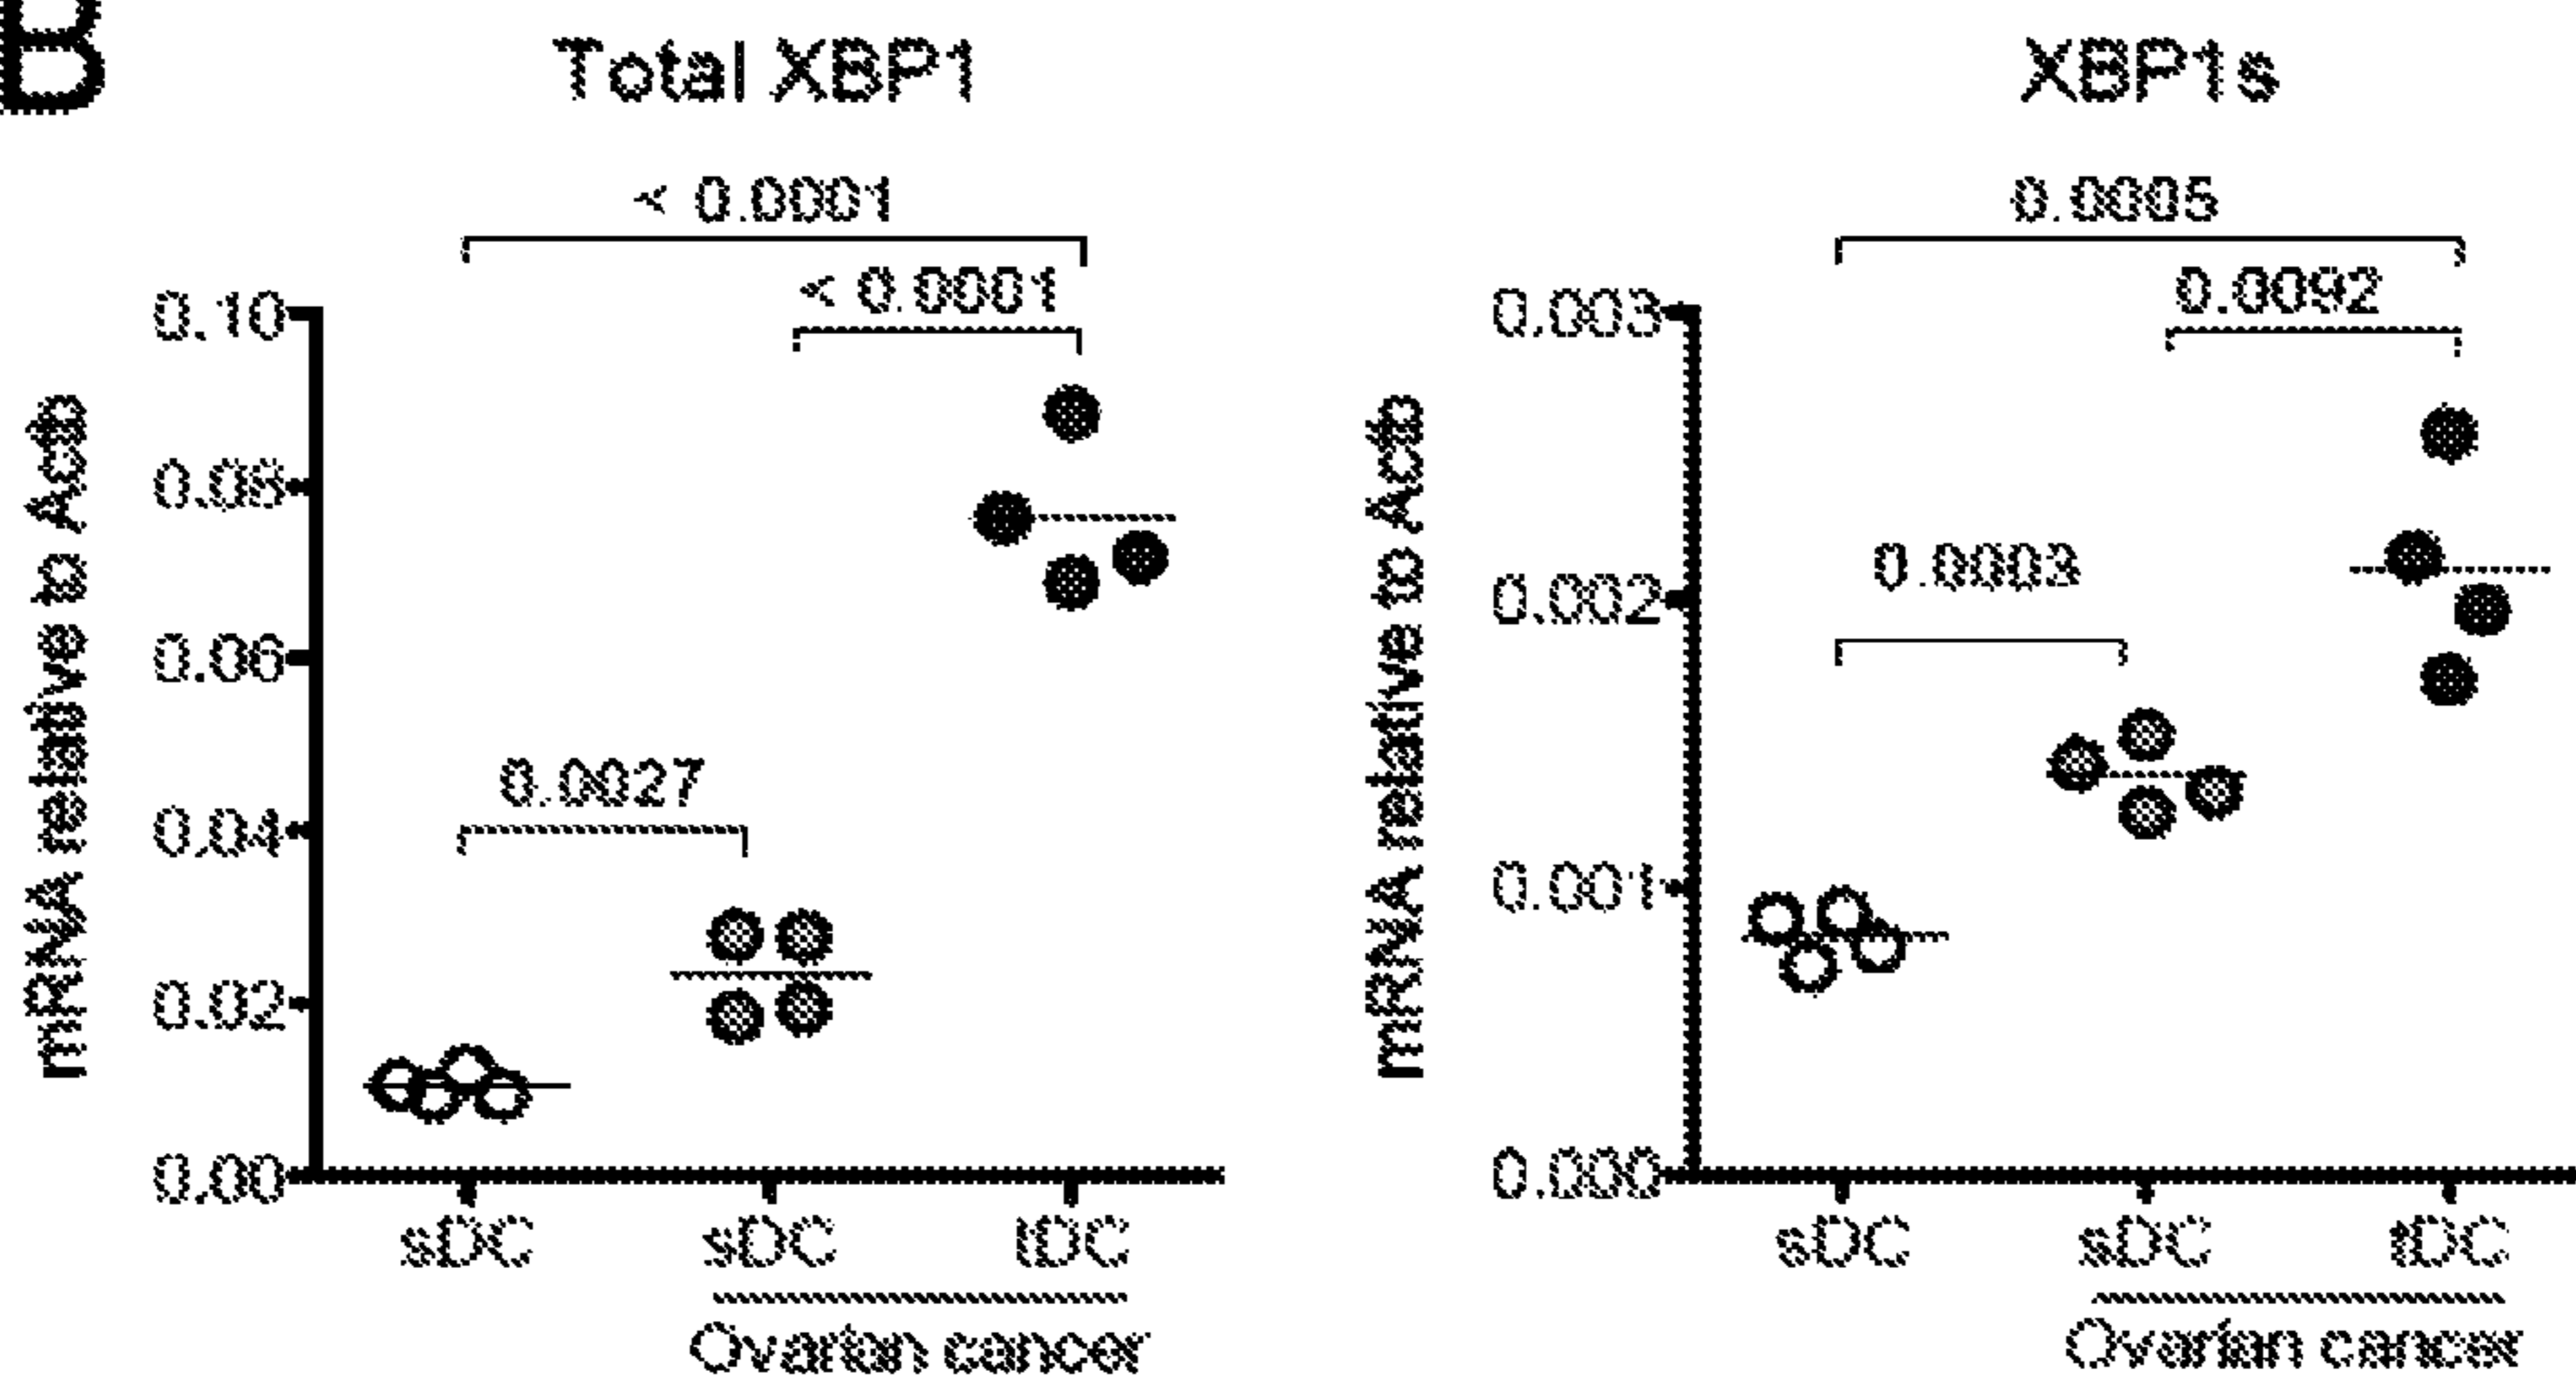 B
Total XBP1
< 0.0001
< 0.0001
0.10
0.08
0.06
0.04
0.02
0.00
mRNA relative to Actb
0.0027
sDC
sDC
tDC
Ovarian cancer
XBP1s
0.0005
0.0092
0.003
0.002
0.001
0.000
mRNA relative to Actb
0.0003
sDC
sDC
tDC
Ovarian cancer